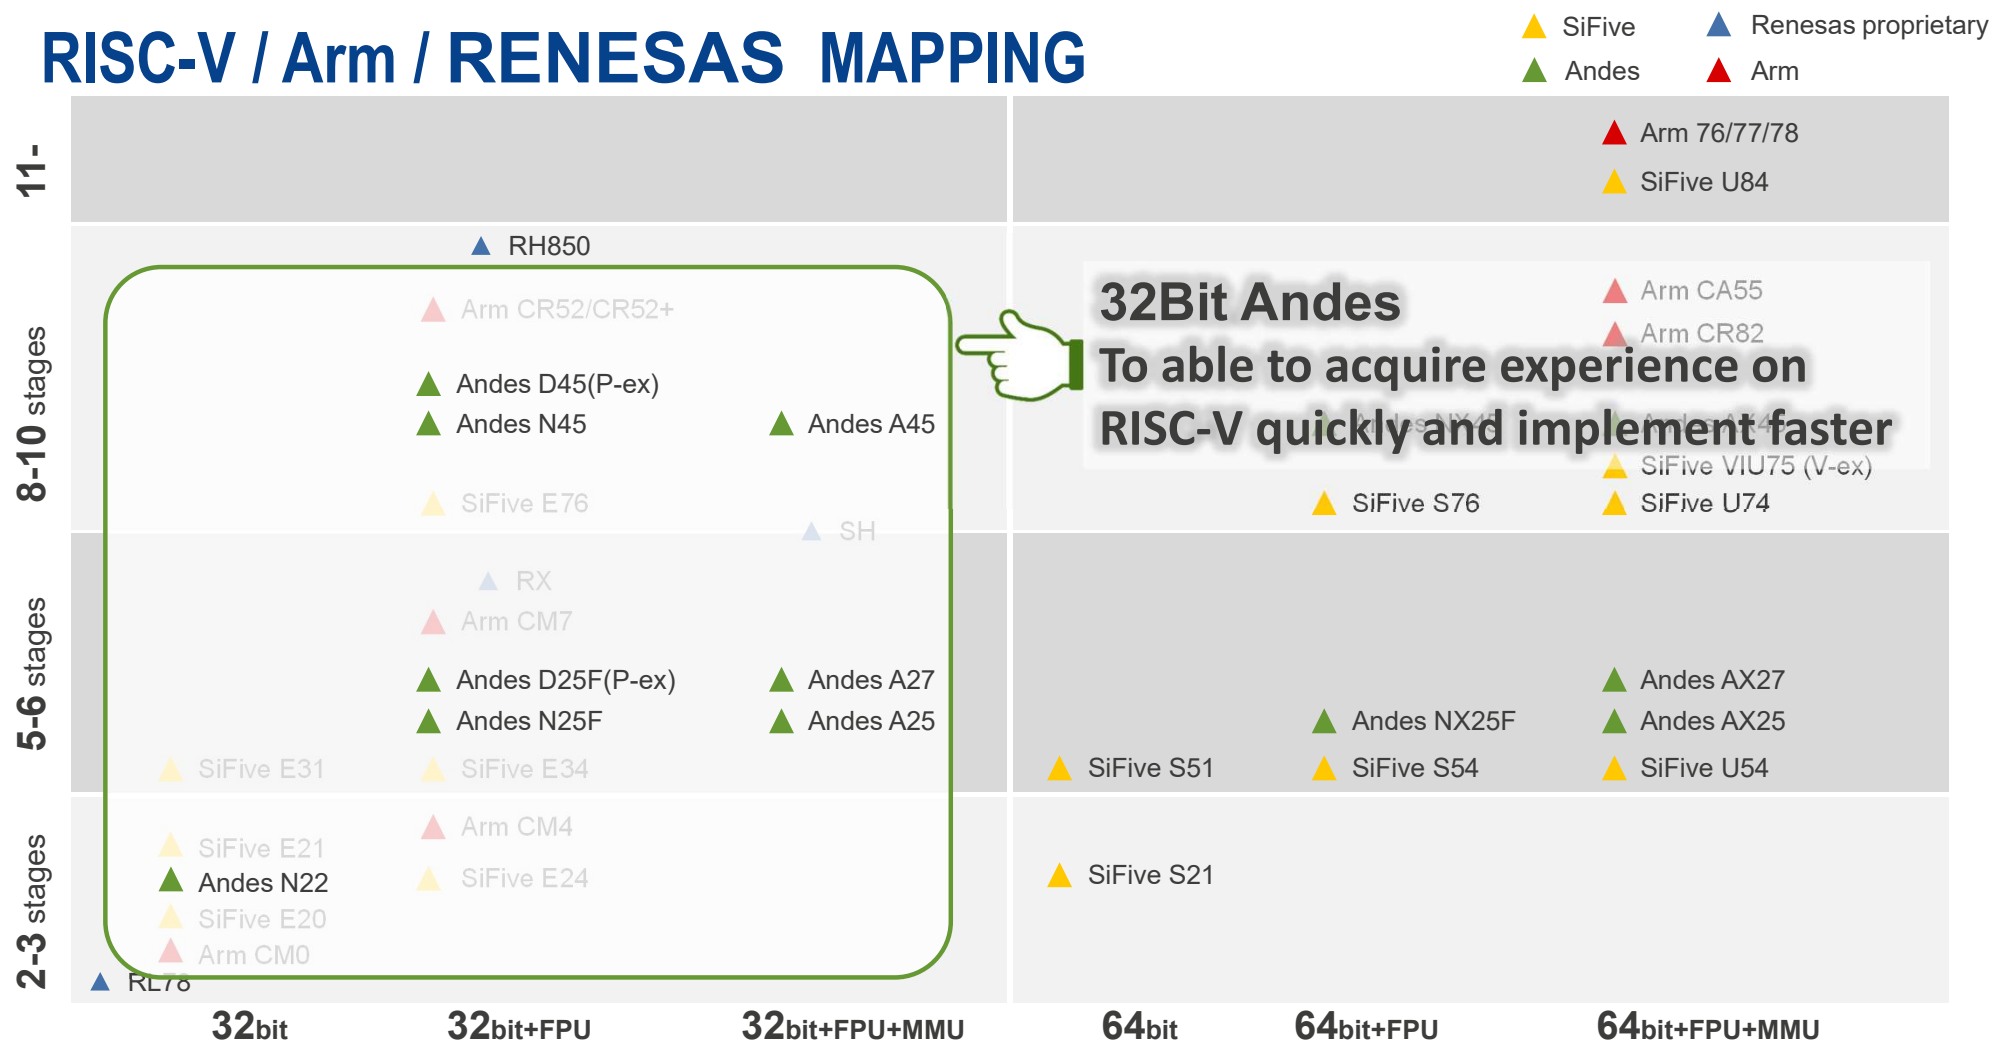 RISC-V / Arm / RENESAS MAPPING
SiFive
Renesas proprietary
Andes
Arm
11-
Arm 76/77/78
SiFive U84
8-10 stages
RH850
Arm CR52/CR52+
Andes D45(P-ex)
Andes N45
Andes A45
SiFive E76
SH
32Bit Andes
To able to acquire experience on
RISC-V quickly and implement faster
Arm CA55
Arm CR82
Andes NX45
Andes AX45
SiFive VIU75 (V-ex)
SiFive S76
SiFive U74
5-6 stages
RX
Arm CM7
Andes D25F(P-ex)
Andes A27
Andes AX27
Andes N25F
Andes A25
Andes NX25F
Andes AX25
SiFive E31
SiFive E34
SiFive S51
SiFive S54
SiFive U54
2-3 stages
Arm CM4
SiFive E21
Andes N22
SiFive E24
SiFive S21
SiFive E20
Arm CM0
RL78
32bit
32bit+FPU
32bit+FPU+MMU
64bit
64bit+FPU
64bit+FPU+MMU